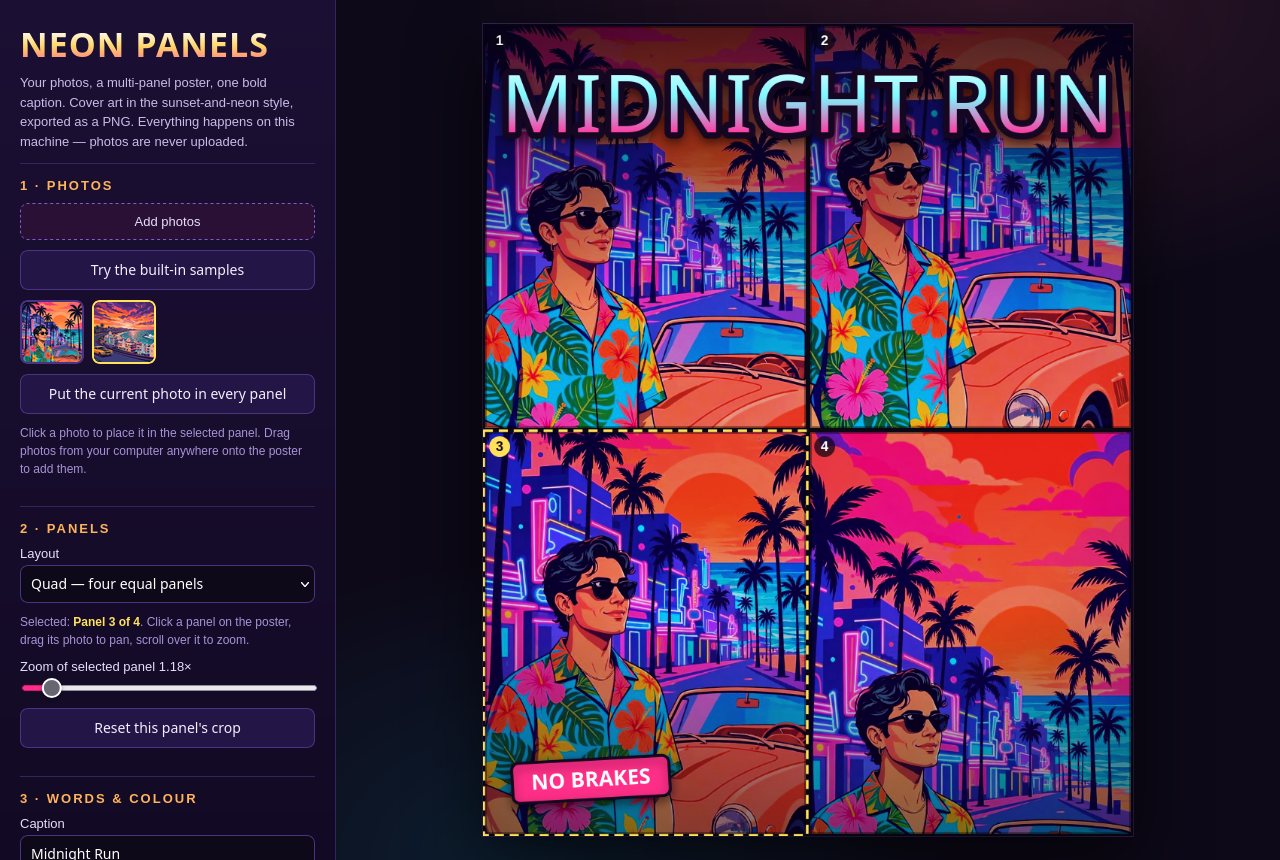 NEON PANELS
Your photos, a multi-panel poster, one bold
caption. Cover art in the sunset-and-neon style,
exported as a PNG. Everything happens on this
machine — photos are never uploaded.
1 · PHOTOS
Add photos
Try the built-in samples
Put the current photo in every panel
Click a photo to place it in the selected panel. Drag
photos from your computer anywhere onto the poster
to add them.
2 · PANELS
Layout
Quad — four equal panels
Selected: Panel 3 of 4. Click a panel on the poster,
drag its photo to pan, scroll over it to zoom.
Zoom of selected panel 1.18×
Reset this panel's crop
3 · WORDS & COLOUR
Caption
Midnight Run
1
2
MIDNIGHT RUN
3
4
NO BRAKES